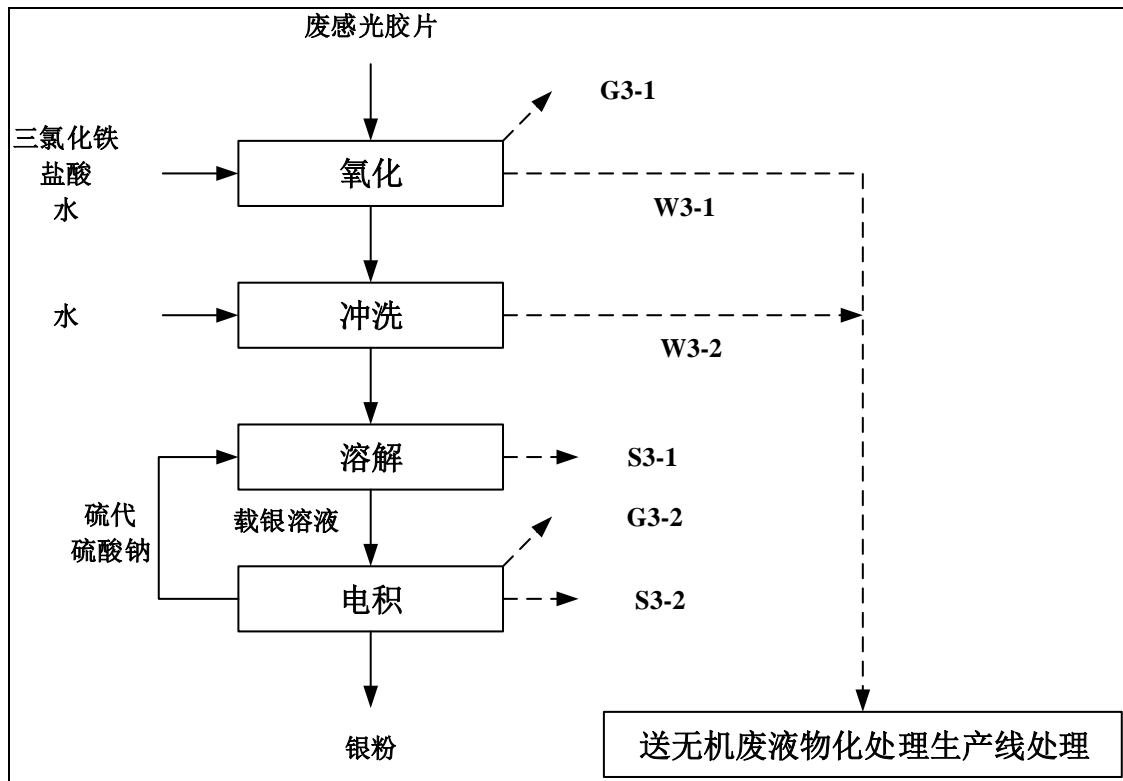 废感光胶片
G3-1
三氯化铁
盐酸
水
氧化
W3-1
水
冲洗
W3-2
溶解
S3-1
硫代
硫酸钠
载银溶液
G3-2
电积
S3-2
银粉
送无机废液物化处理生产线处理